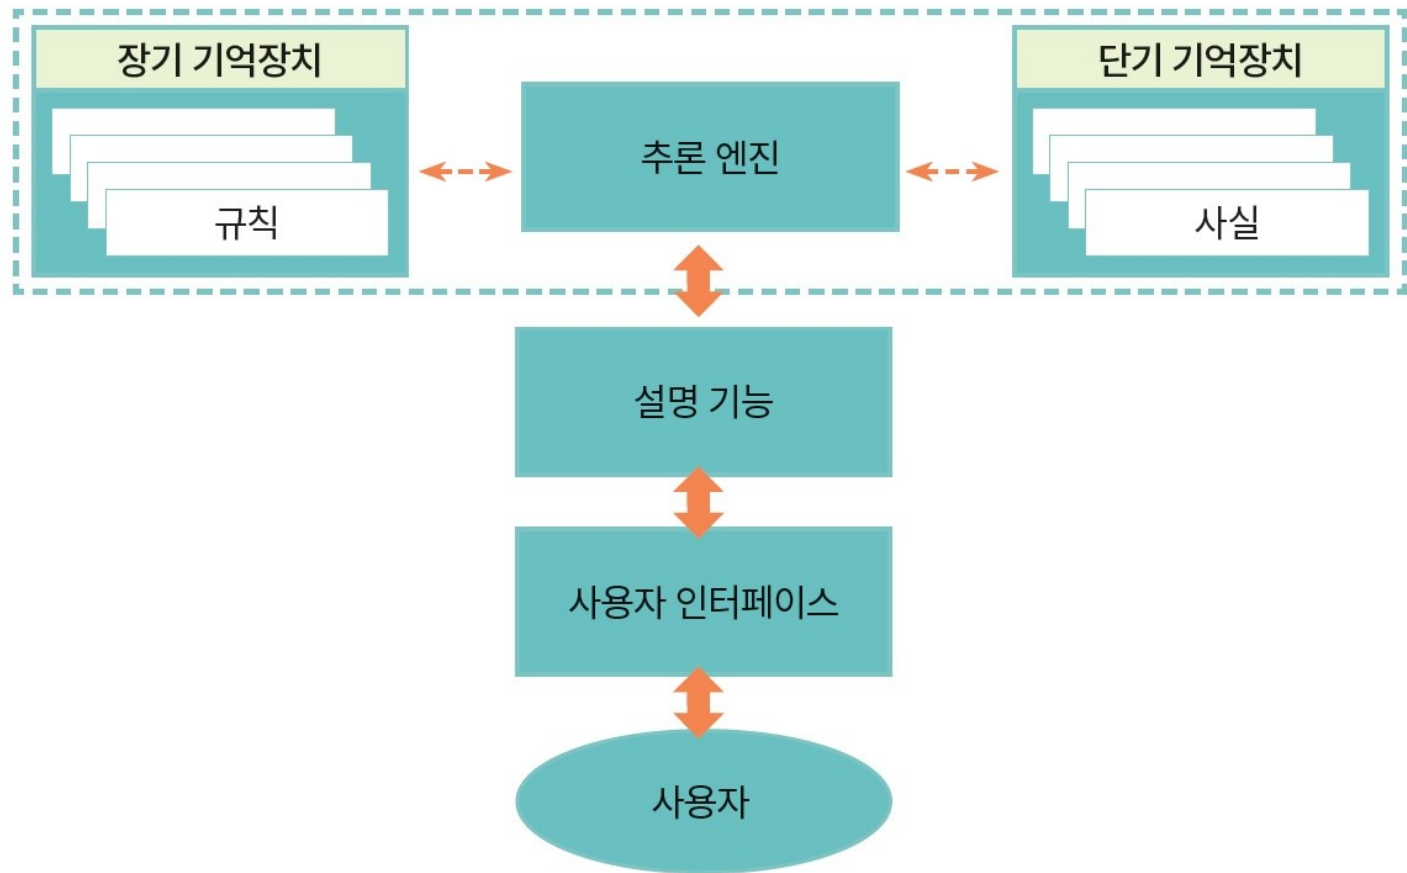 장기 기억장치
단기 기억장치
추론 엔진
규칙
사실
설명 기능
사용자 인터페이스
사용자